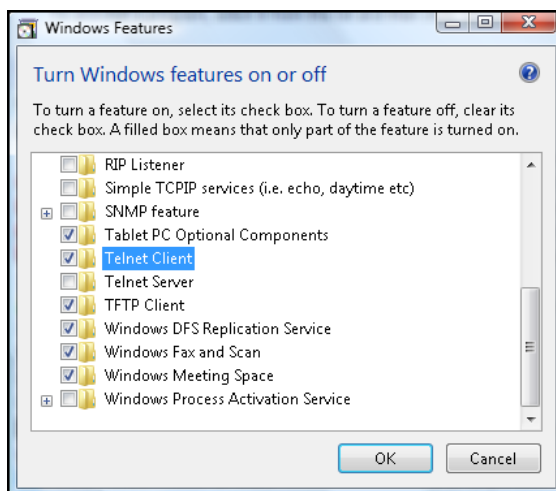 Windows Features
Turn Windows features on or off
To turn a feature on, select its check box. To turn a feature off, clear its
check box. A filled box means that only part of the feature is turned on.
RIP Listener
Simple TCPIP services (i.e. echo, daytime etc)
SNMP feature
Tablet PC Optional Components
Telnet Client
Telnet Server
TFTP Client
Windows DFS Replication Service
Windows Fax and Scan
Windows Meeting Space
Windows Process Activation Service
OK Cancel